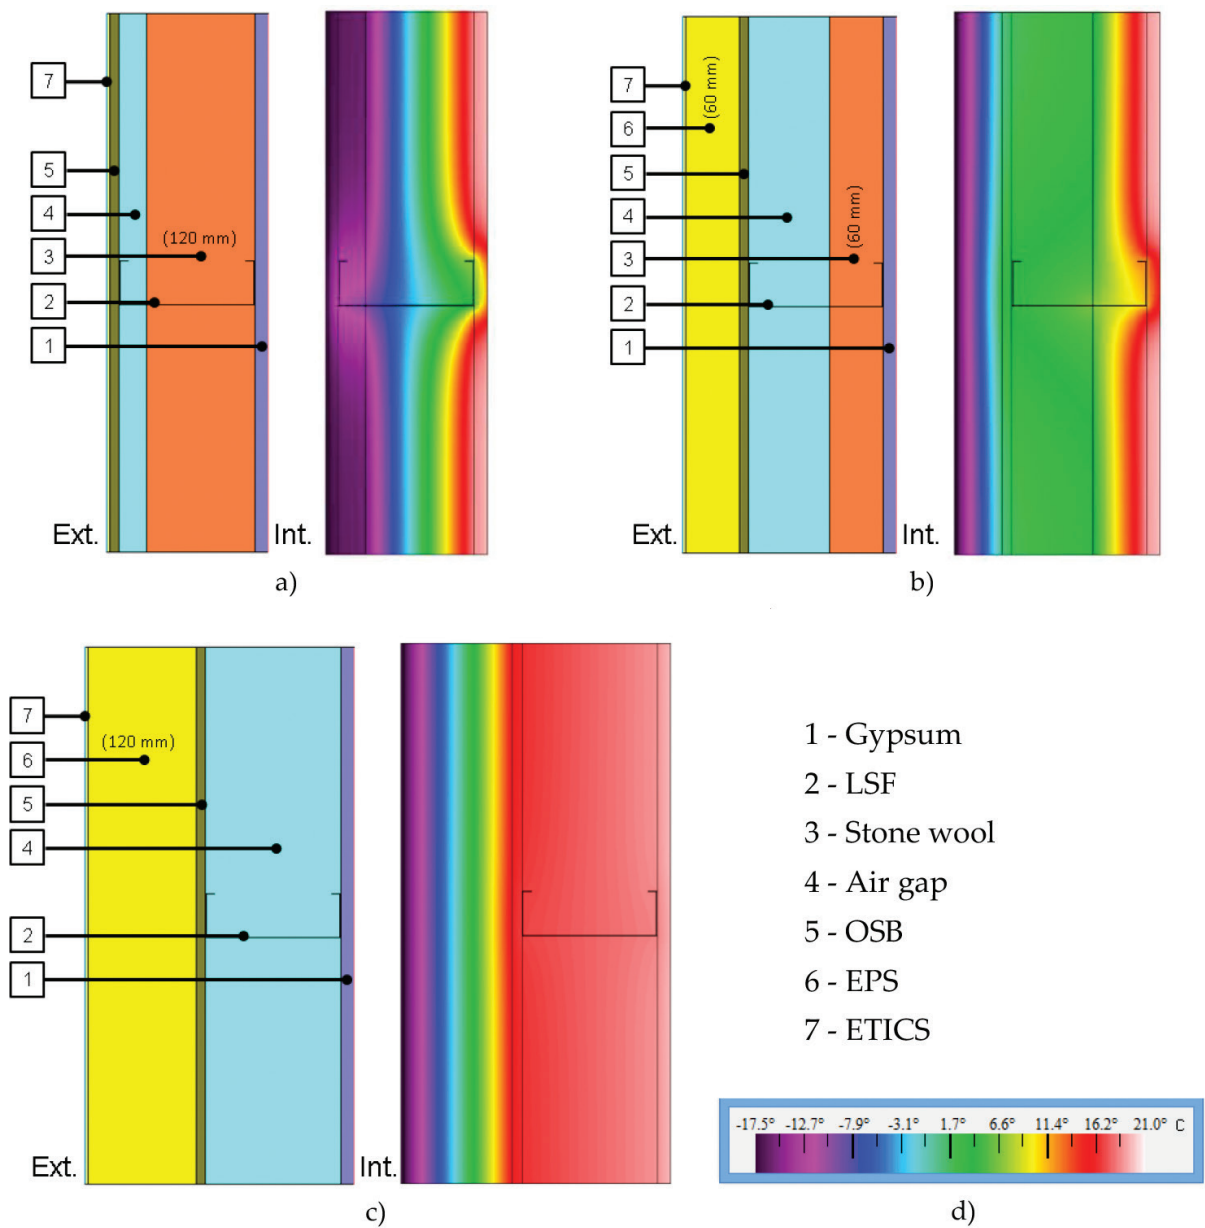 7
5
4
3
2
1
(120 mm)
Ext.
Int.
a)
7
6
5
4
3
2
1
(60 mm)
(60 mm)
Ext.
Int.
b)
7
6
5
4
2
1
(120 mm)
Ext.
Int.
c)
1 - Gypsum
2 - LSF
3 - Stone wool
4 - Air gap
5 - OSB
6 - EPS
7 - ETICS
-17.5° -12.7° -7.9° -3.1° 1.7° 6.6° 11.4° 16.2° 21.0° C
d)